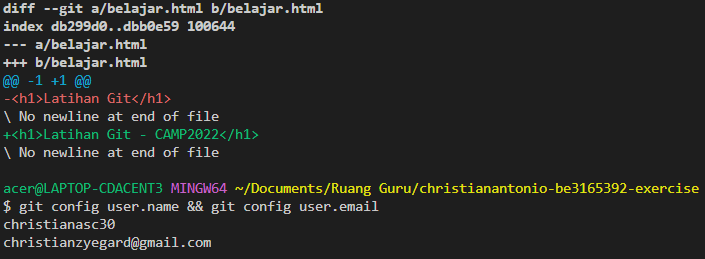 diff --git a/belajar.html b/belajar.html
index db299d0..dbb0e59 100644
--- a/belajar.html
+++ b/belajar.html
@@ -1 +1 @@
-<h1>Latihan Git</h1>
\ No newline at end of file
+<h1>Latihan Git - CAMP2022</h1>
\ No newline at end of file
acer@LAPTOP-CDACENT3 MINGW64 ~/Documents/Ruang Guru/christianantonio-be3165392-exercise
$ git config user.name && git config user.email
christianasc30
christianzyegard@gmail.com